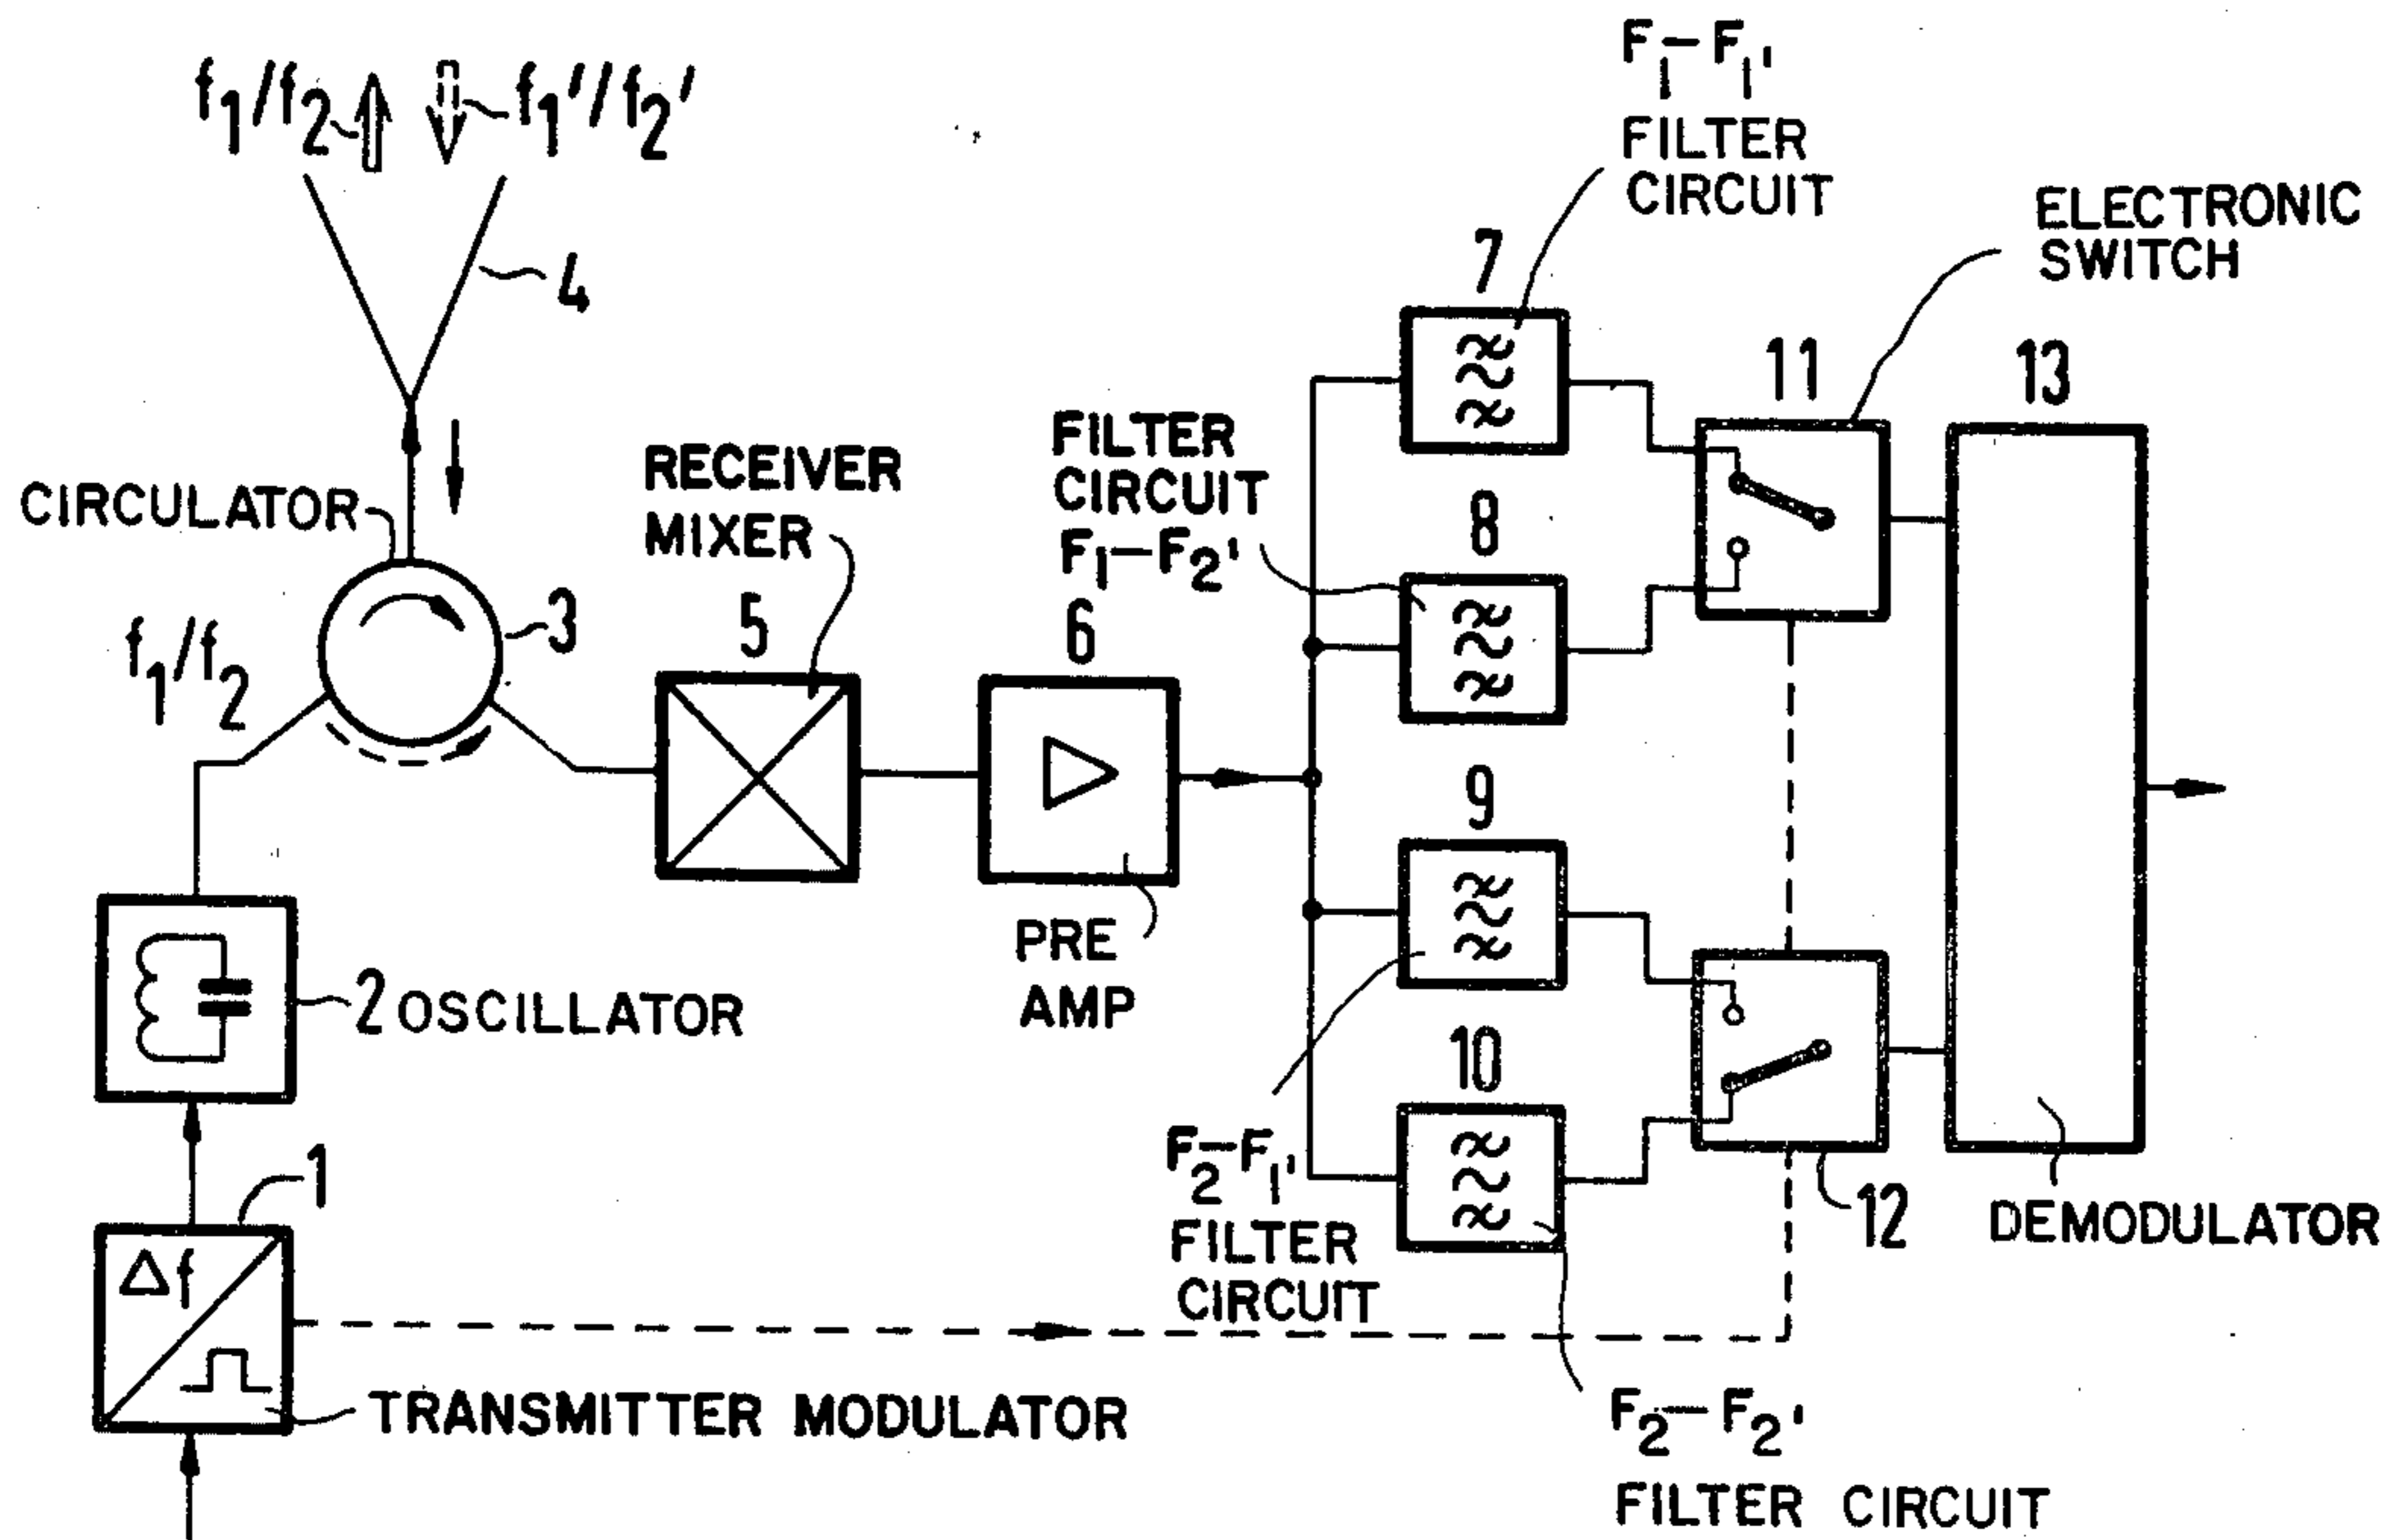 f1/f2
f1'/f2'
F1–F1'
FILTER
CIRCUIT
ELECTRONIC
SWITCH
4
7
11
13
CIRCULATOR
RECEIVER
MIXER
FILTER
CIRCUIT
F1–F2'
8
3
f1/f2
5
6
9
2 OSCILLATOR
PRE
AMP
10
1
F2–F1'
FILTER
CIRCUIT
12
DEMODULATOR
Δf
TRANSMITTER MODULATOR
F2–F2'
FILTER CIRCUIT